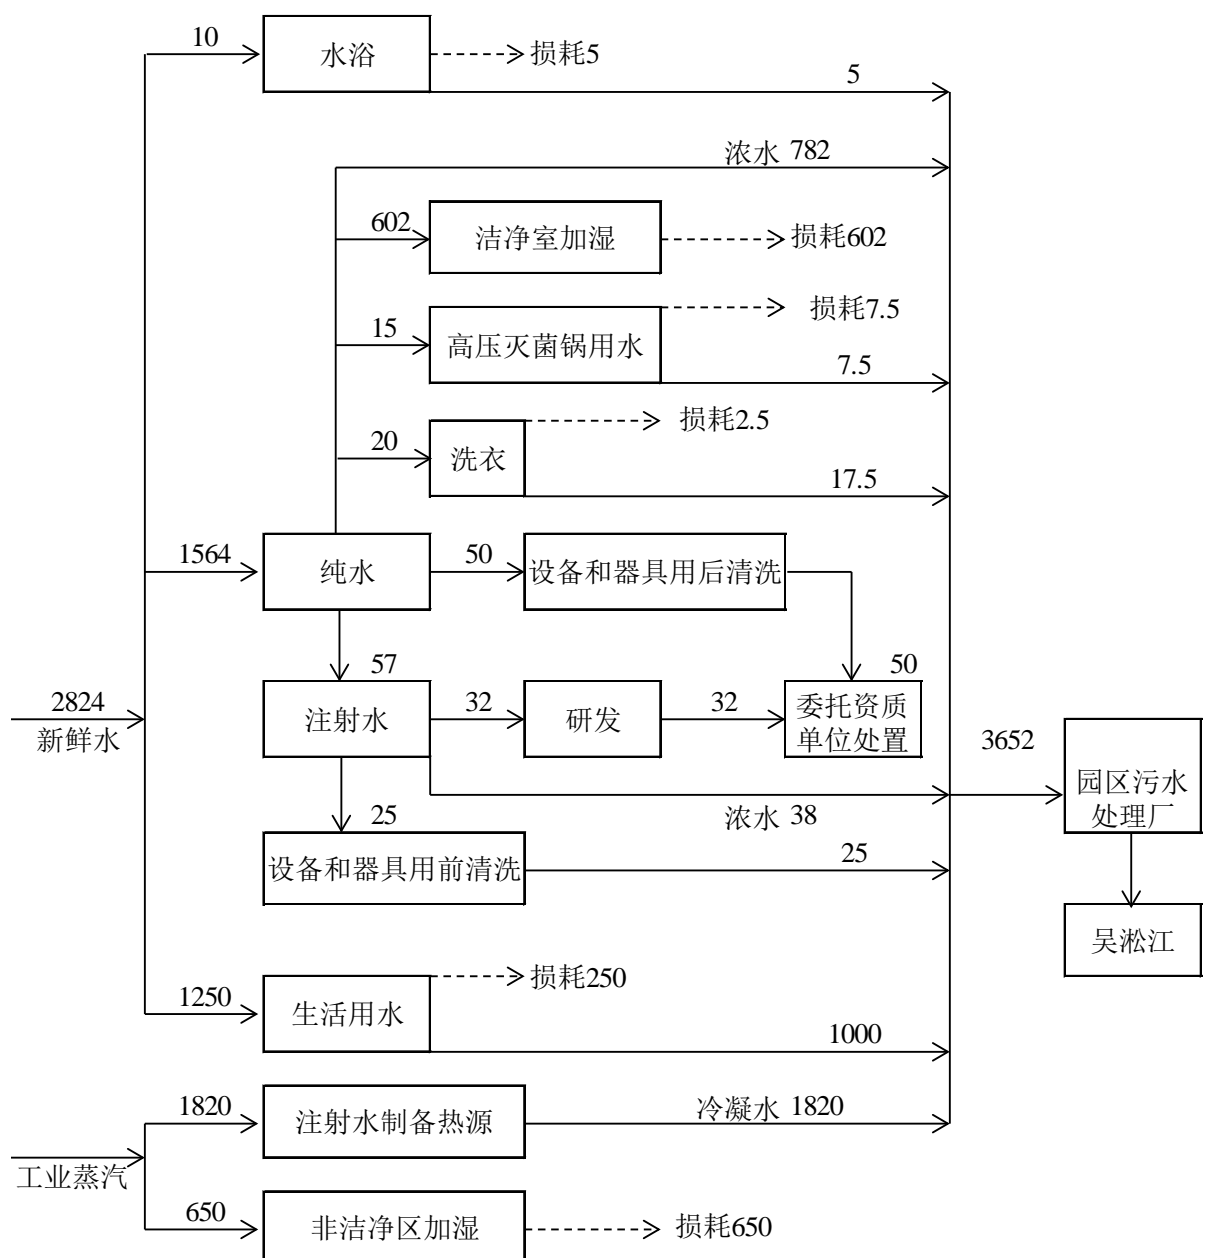 10
水浴
损耗5
5
浓水 782
602
洁净室加湿
损耗602
15
高压灭菌锅用水
损耗7.5
7.5
20
洗衣
损耗2.5
17.5
1564
纯水
50
设备和器具用后清洗
57
50
2824
新鲜水
注射水
32
研发
32
委托资质
单位处置
3652
园区污水
处理厂
浓水 38
25
设备和器具用前清洗
25
吴淞江
1250
生活用水
损耗250
1000
1820
注射水制备热源
冷凝水 1820
工业蒸汽
650
非洁净区加湿
损耗650